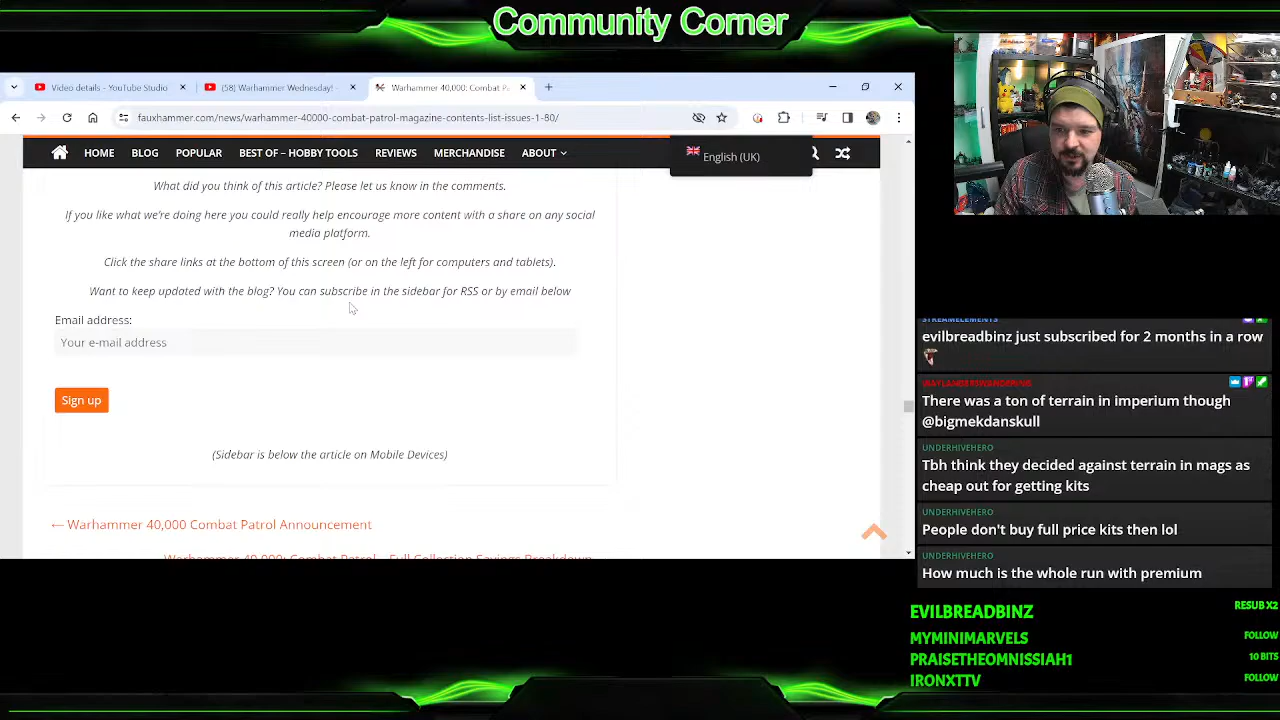 Community Corner
Video details - YouTube Studio
(58) Warhammer Wednesday! -
Warhammer 40,000: Combat Pa
fauxhammer.com/news/warhammer-40000-combat-patrol-magazine-contents-list-issues-1-80/
HOME BLOG POPULAR BEST OF – HOBBY TOOLS REVIEWS MERCHANDISE ABOUT
English (UK)
What did you think of this article? Please let us know in the comments.
If you like what we're doing here you could really help encourage more content with a share on any social
media platform.
Click the share links at the bottom of this screen (or on the left for computers and tablets).
Want to keep updated with the blog? You can subscribe in the sidebar for RSS or by email below
Email address:
Your e-mail address
Sign up
(Sidebar is below the article on Mobile Devices)
← Warhammer 40,000 Combat Patrol Announcement
Warhammer 40,000: Combat Patrol – Full Collection Savings Breakdown
STREAMELEMENTS
evilbreadbinz just subscribed for 2 months in a row
There was a ton of terrain in imperium though
@bigmekdanskull
UNDERHIVEHERO
Tbh think they decided against terrain in mags as
cheap out for getting kits
UNDERHIVEHERO
People don't buy full price kits then lol
UNDERHIVEHERO
How much is the whole run with premium
EVILBREADBINZ RESUB X2
MYMINIMARVELS FOLLOW
PRAISETHEOMNISSIAH1 10 BITS
IRONXTTV FOLLOW